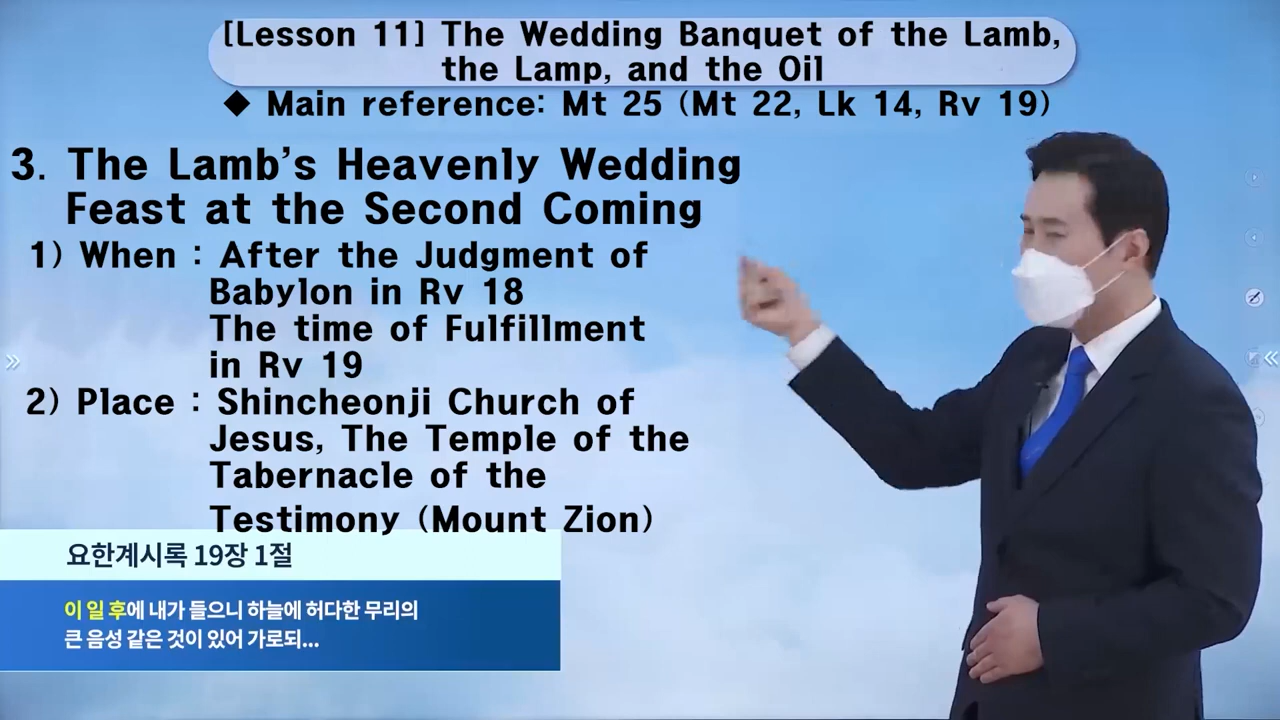 [Lesson 11] The Wedding Banquet of the Lamb,
the Lamp, and the Oil
◆ Main reference: Mt 25 (Mt 22, Lk 14, Rv 19)
3. The Lamb's Heavenly Wedding
Feast at the Second Coming
1) When : After the Judgment of
Babylon in Rv 18
The time of Fulfillment
in Rv 19
2) Place : Shincheonji Church of
Jesus, The Temple of the
Tabernacle of the
Testimony (Mount Zion)
요한계시록 19장 1절
이 일 후에 내가 들으니 하늘에 허다한 무리의
큰 음성 같은 것이 있어 가로되...